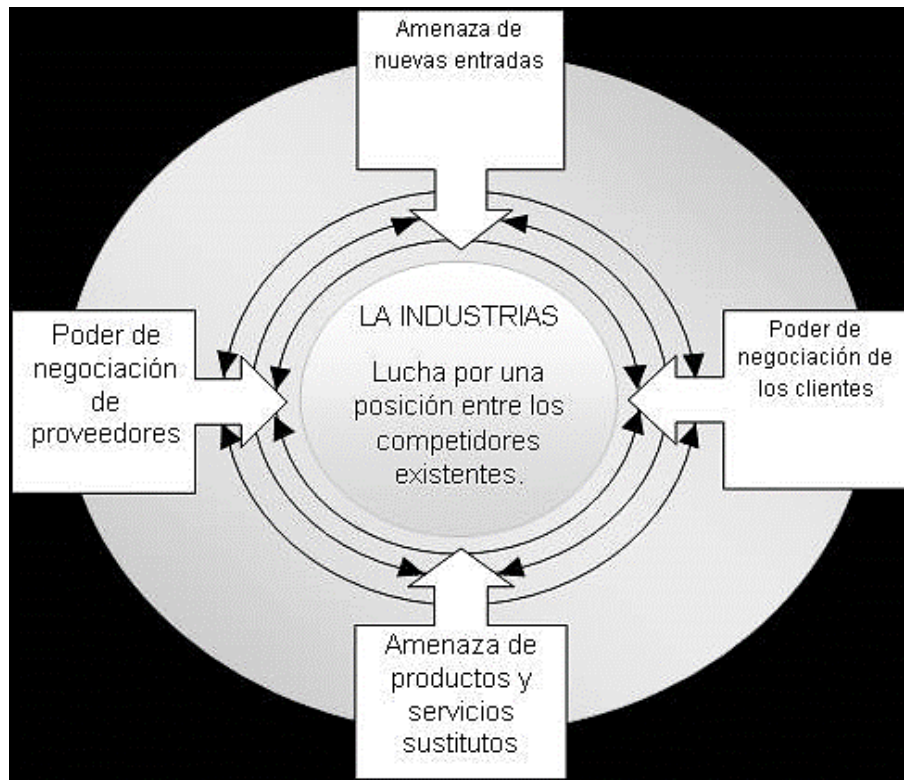 Amenaza de
nuevas entradas
Poder de
negociación
de
proveedores
LA INDUSTRIAS
Lucha por una
posición entre los
competidores
existentes.
Poder de
negociación de
los clientes
Amenaza de
productos y
servicios
sustitutos